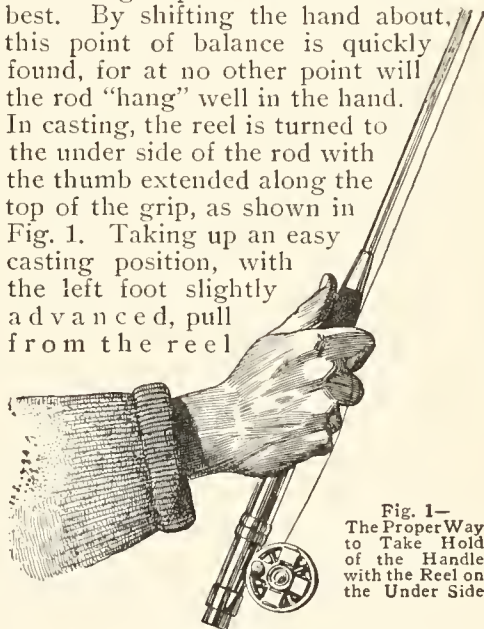 best. By shifting the hand about,
this point of balance is quickly
found, for at no other point will
the rod "hang" well in the hand.
In casting, the reel is turned to
the under side of the rod with
the thumb extended along the
top of the grip, as shown in
Fig. 1. Taking up an easy
casting position, with
the left foot slightly
advanced, pull
from the reel
Fig. 1—
The Proper Way
to Take Hold
of the Handle
with the Reel on
the Under Side